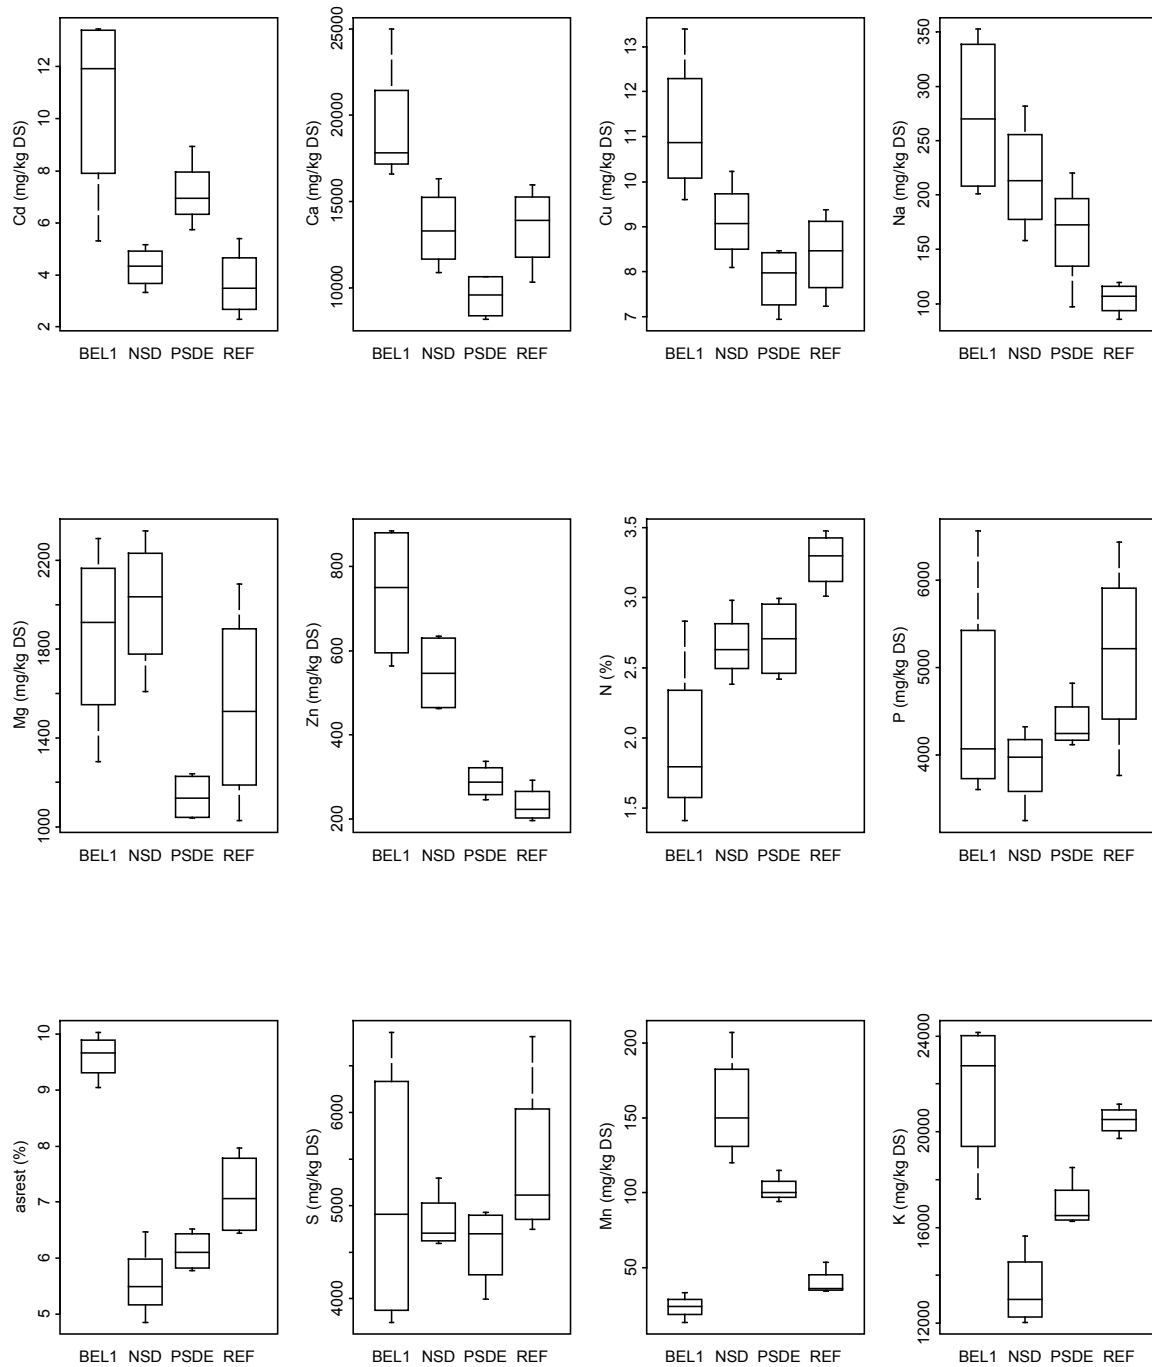 Cd (mg/kg DS)
2 4 6 8 10 12
BEL1 NSD PSDE REF
Ca (mg/kg DS)
10000 15000 20000 25000
BEL1 NSD PSDE REF
Cu (mg/kg DS)
7 8 9 10 11 12 13
BEL1 NSD PSDE REF
Na (mg/kg DS)
100 150 200 250 300 350
BEL1 NSD PSDE REF
Mg (mg/kg DS)
1000 1400 1800 2200
BEL1 NSD PSDE REF
Zn (mg/kg DS)
200 400 600 800
BEL1 NSD PSDE REF
N (%)
1.5 2.0 2.5 3.0 3.5
BEL1 NSD PSDE REF
P (mg/kg DS)
4000 5000 6000
BEL1 NSD PSDE REF
asrest (%)
5 6 7 8 9 10
BEL1 NSD PSDE REF
S (mg/kg DS)
4000 5000 6000
BEL1 NSD PSDE REF
Mn (mg/kg DS)
50 100 150 200
BEL1 NSD PSDE REF
K (mg/kg DS)
12000 16000 20000 24000
BEL1 NSD PSDE REF